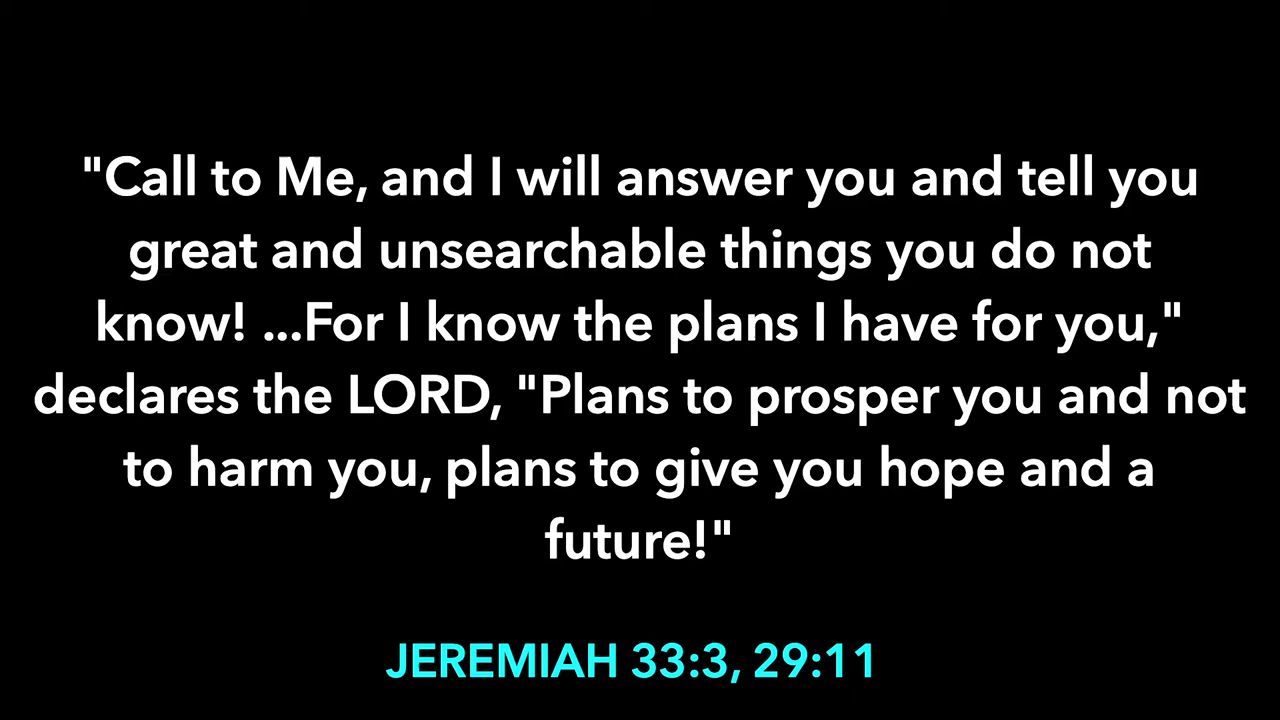 "Call to Me, and I will answer you and tell you
great and unsearchable things you do not
know! ...For I know the plans I have for you,"
declares the LORD, "Plans to prosper you and not
to harm you, plans to give you hope and a
future!"
JEREMIAH 33:3, 29:11